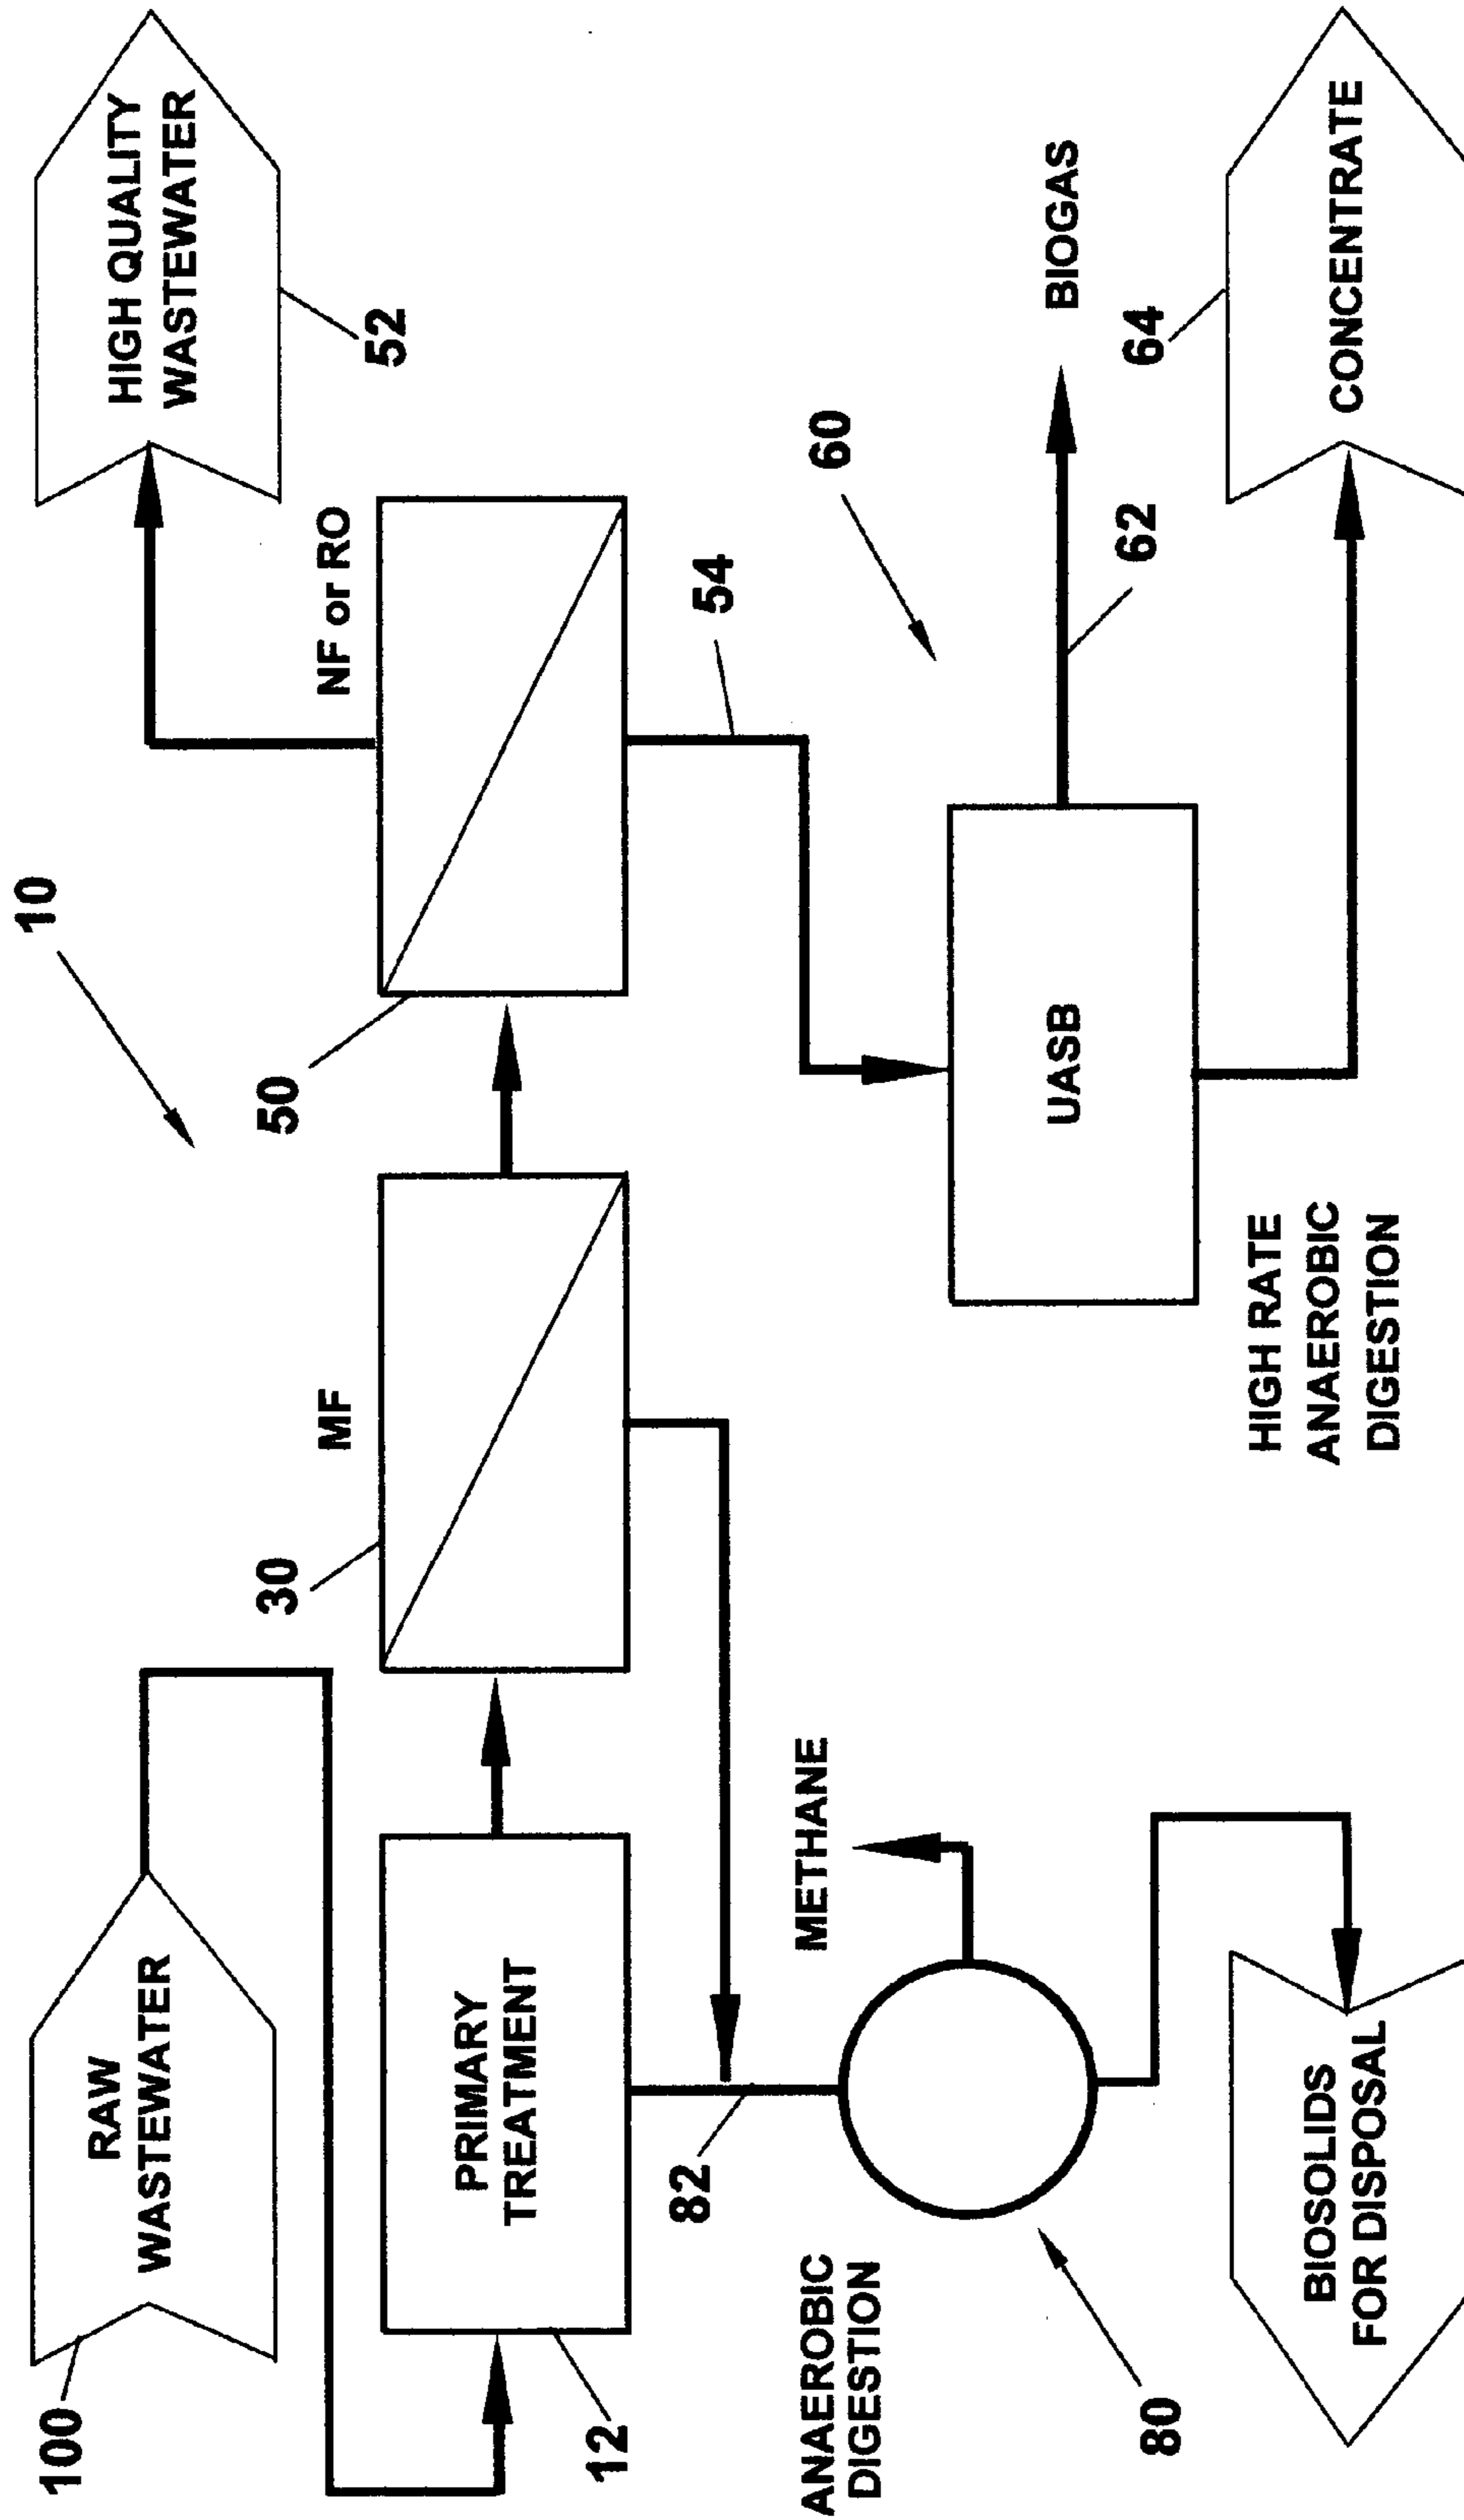 100
RAW
WASTEWATER
10
HIGH QUALITY
WASTEWATER
52
30
MF
50
NF or RO
PRIMARY
TREATMENT
12
82
54
60
METHANE
ANAEROBIC
DIGESTION
80
UASB
62
BIOGAS
64
HIGH RATE
ANAEROBIC
DIGESTION
BIOSOLIDS
FOR DISPOSAL
CONCENTRATE